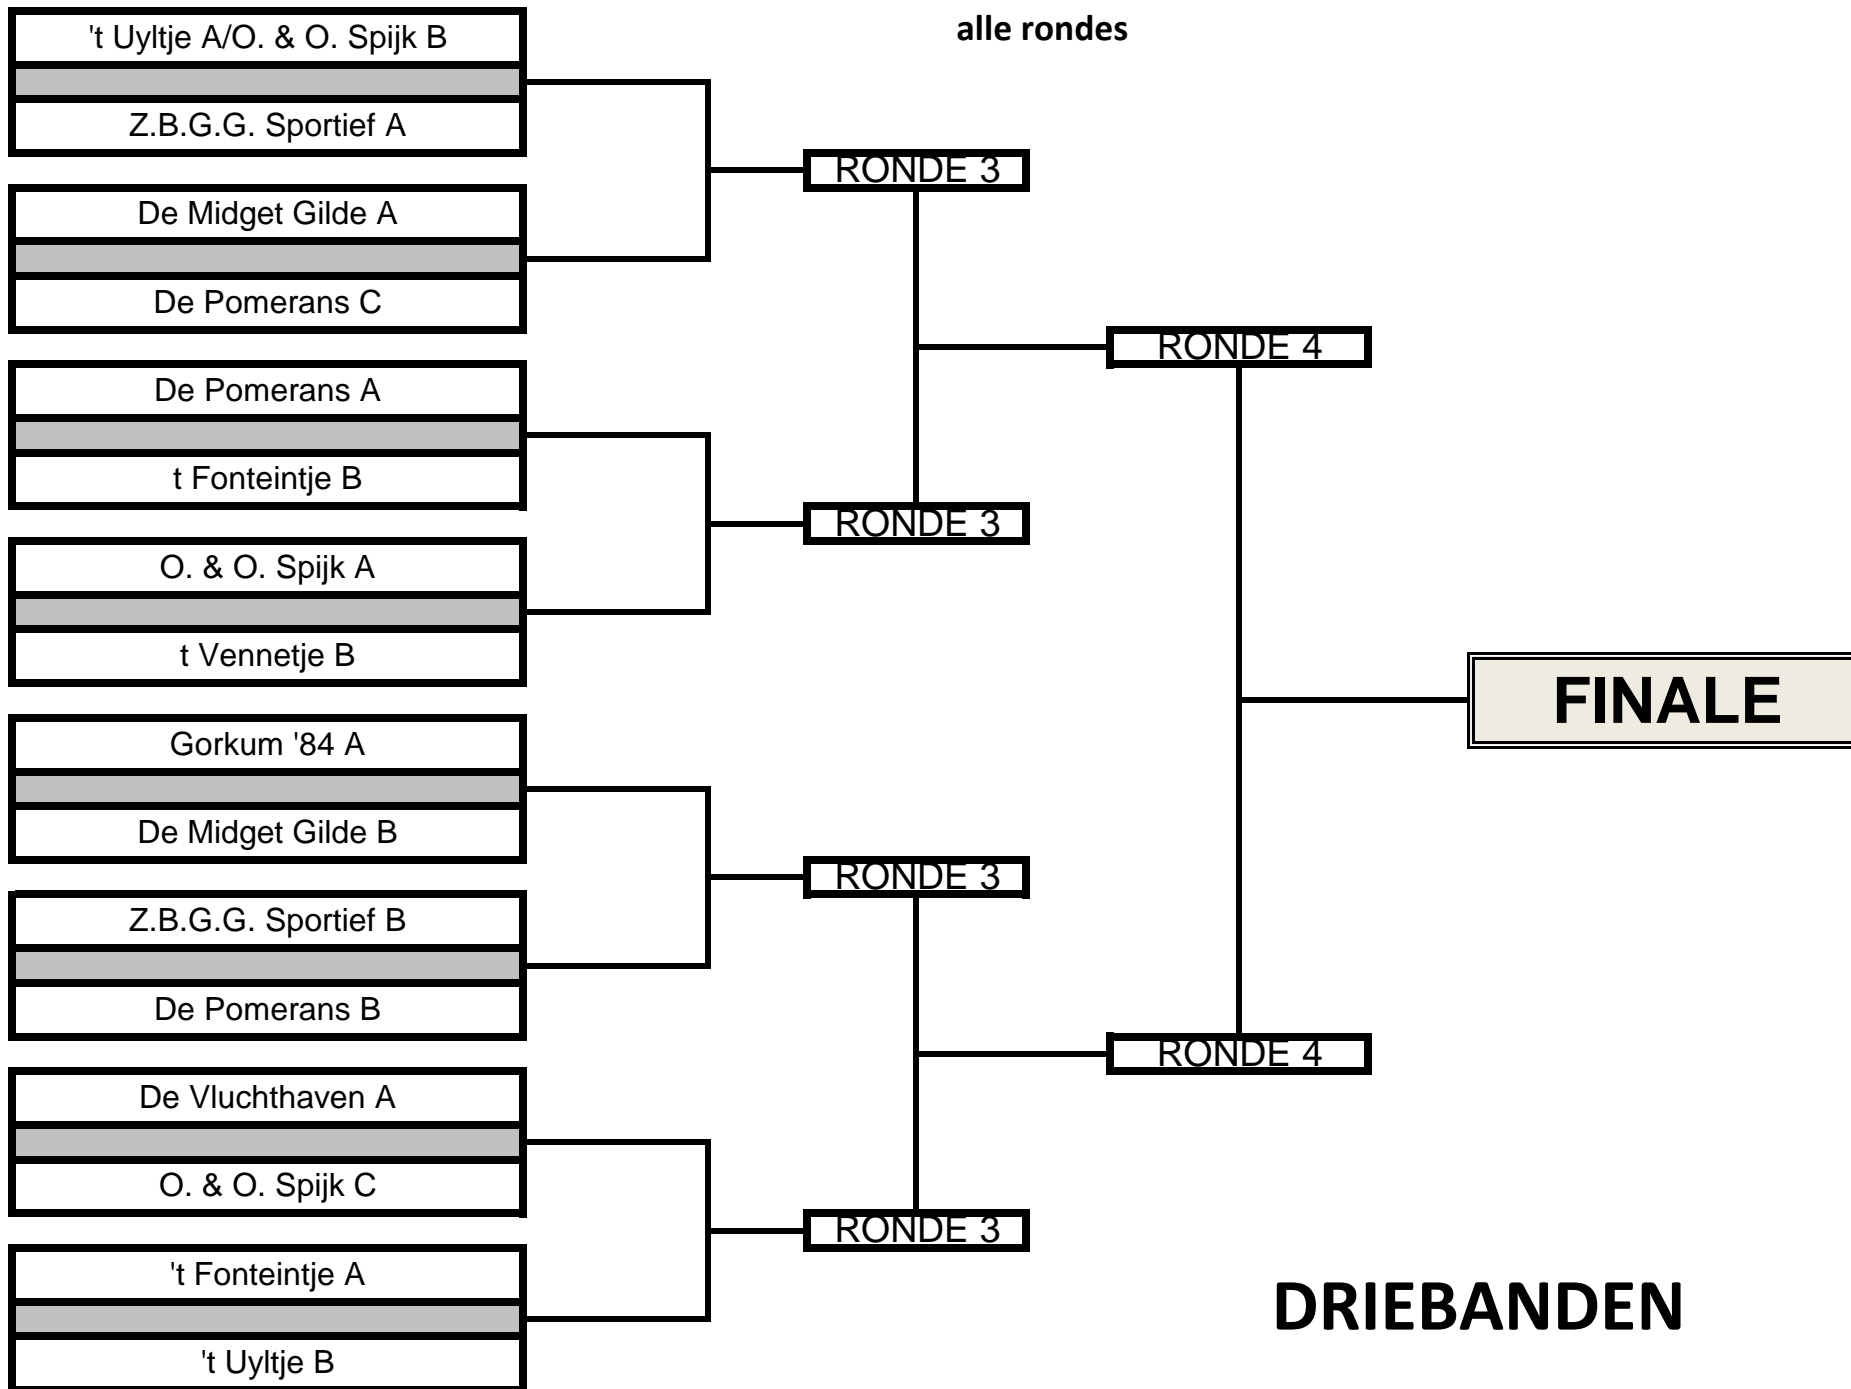 alle rondes
't Uyltje A/O. & O. Spijk B
Z.B.G.G. Sportief A
De Midget Gilde A
De Pomerans C
De Pomerans A
t Fonteintje B
O. & O. Spijk A
t Vennetje B
Gorkum '84 A
De Midget Gilde B
Z.B.G.G. Sportief B
De Pomerans B
De Vluchthaven A
O. & O. Spijk C
't Fonteintje A
't Uyltje B
RONDE 3
RONDE 3
RONDE 3
RONDE 3
RONDE 4
RONDE 4
FINALE
DRIEBANDEN